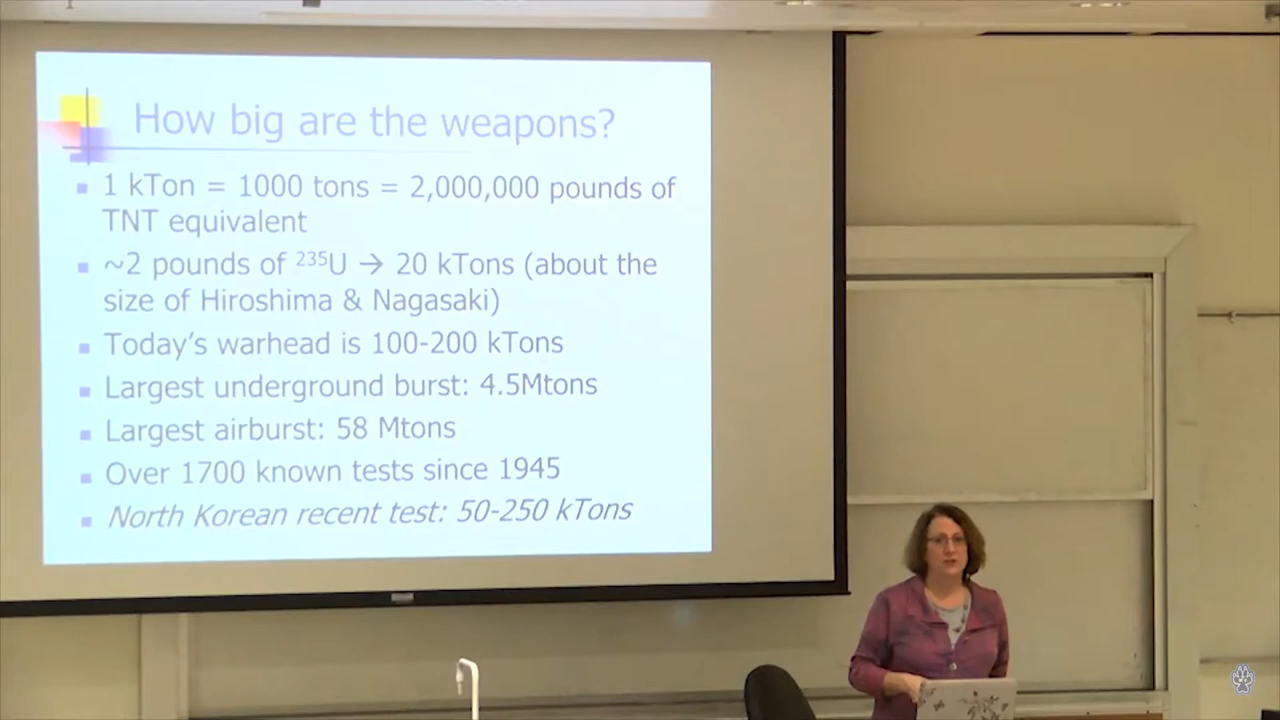 How big are the weapons?
1 kTon = 1000 tons = 2,000,000 pounds of
TNT equivalent
~2 pounds of ²³⁵U → 20 kTons (about the
size of Hiroshima & Nagasaki)
Today's warhead is 100-200 kTons
Largest underground burst: 4.5Mtons
Largest airburst: 58 Mtons
Over 1700 known tests since 1945
North Korean recent test: 50-250 kTons